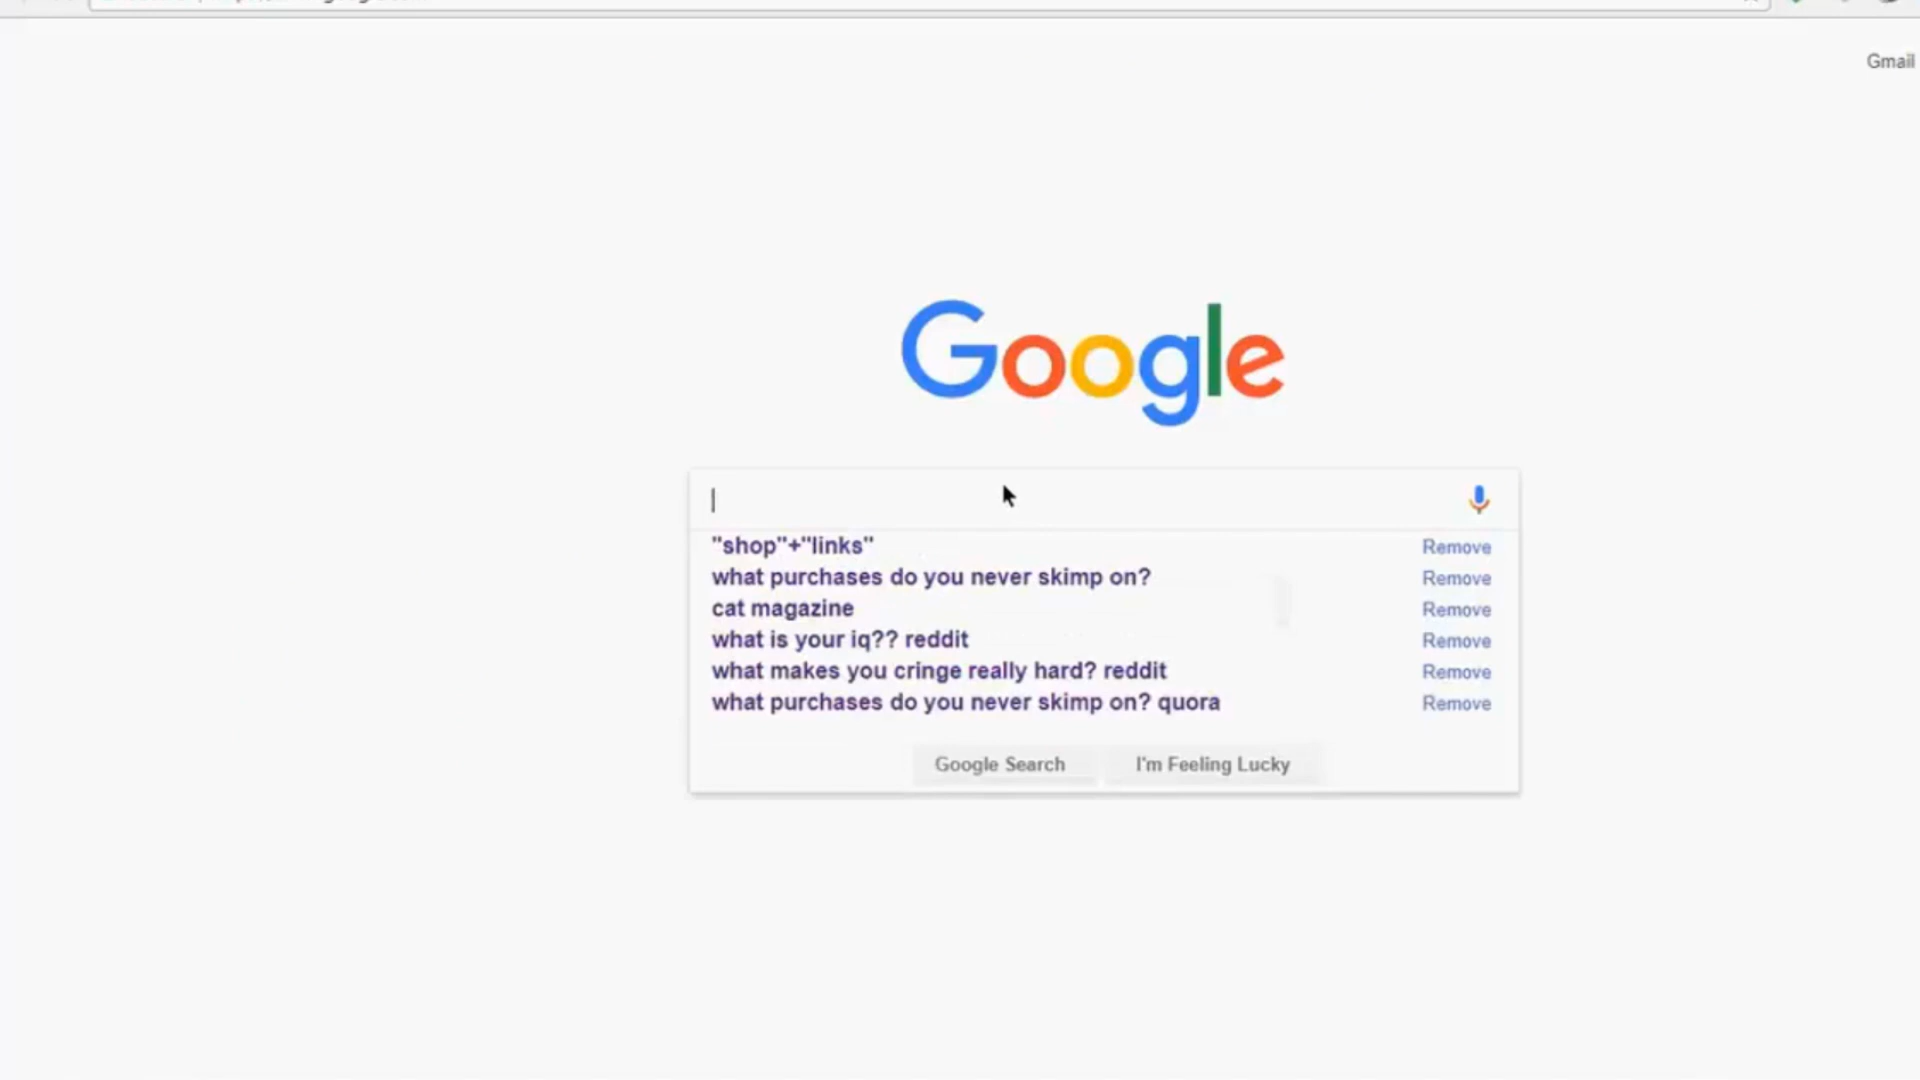 Gmail
Google
"shop"+"links"
Remove
what purchases do you never skimp on?
Remove
cat magazine
Remove
what is your iq?? reddit
Remove
what makes you cringe really hard? reddit
Remove
what purchases do you never skimp on? quora
Remove
Google Search
I'm Feeling Lucky